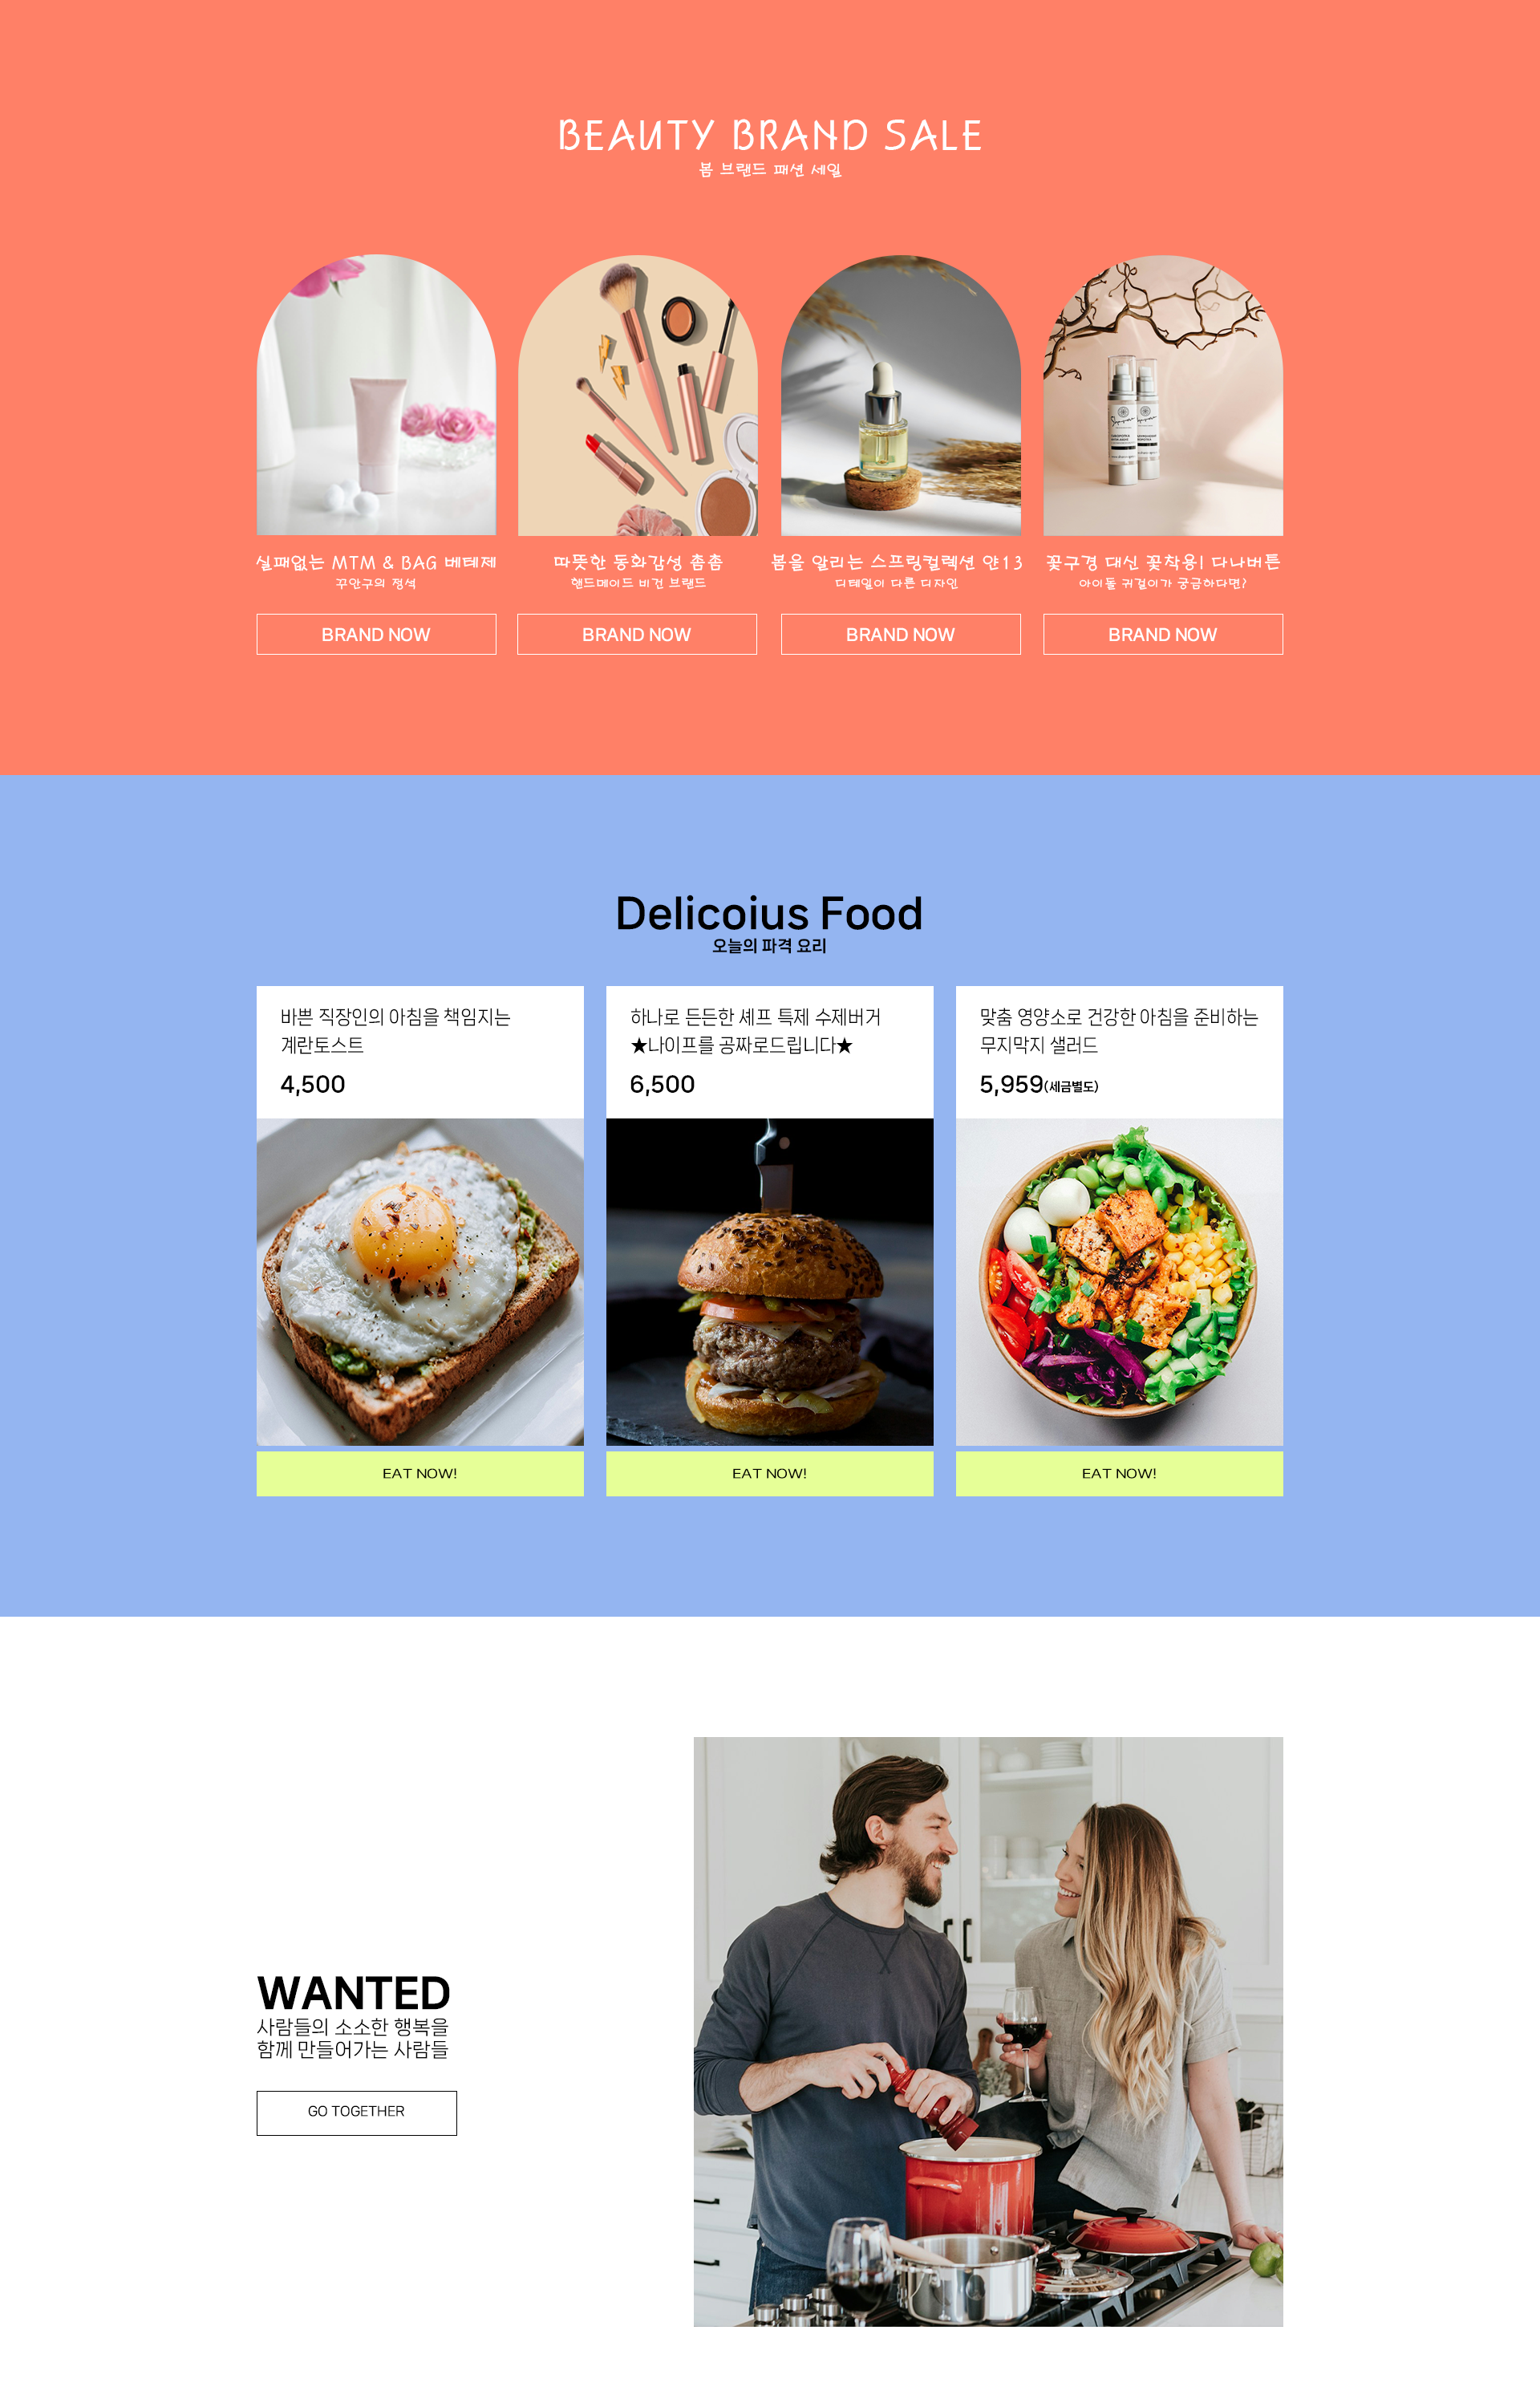 BEAUTY BRAND SALE
봄 브랜드 패션 세일
실패없는 MTM & BAG 베테제
꾸안구의 정석
BRAND NOW
따뜻한 동화감성 촘촘
핸드메이드 비건 브랜드
BRAND NOW
봄을 알리는 스프링컬렉션 얀13
디테일이 다른 디자인
BRAND NOW
꽃구경 대신 꽃착용! 다나버튼
아이돌 귀걸이가 궁금하다면?
BRAND NOW
Delicoius Food
오늘의 파격 요리
바쁜 직장인의 아침을 책임지는
계란토스트
4,500
EAT NOW!
하나로 든든한 셰프 특제 수제버거
★나이프를 공짜로드립니다★
6,500
EAT NOW!
맞춤 영양소로 건강한 아침을 준비하는
무지막지 샐러드
5,959(세금별도)
EAT NOW!
WANTED
사람들의 소소한 행복을
함께 만들어가는 사람들
GO TOGETHER